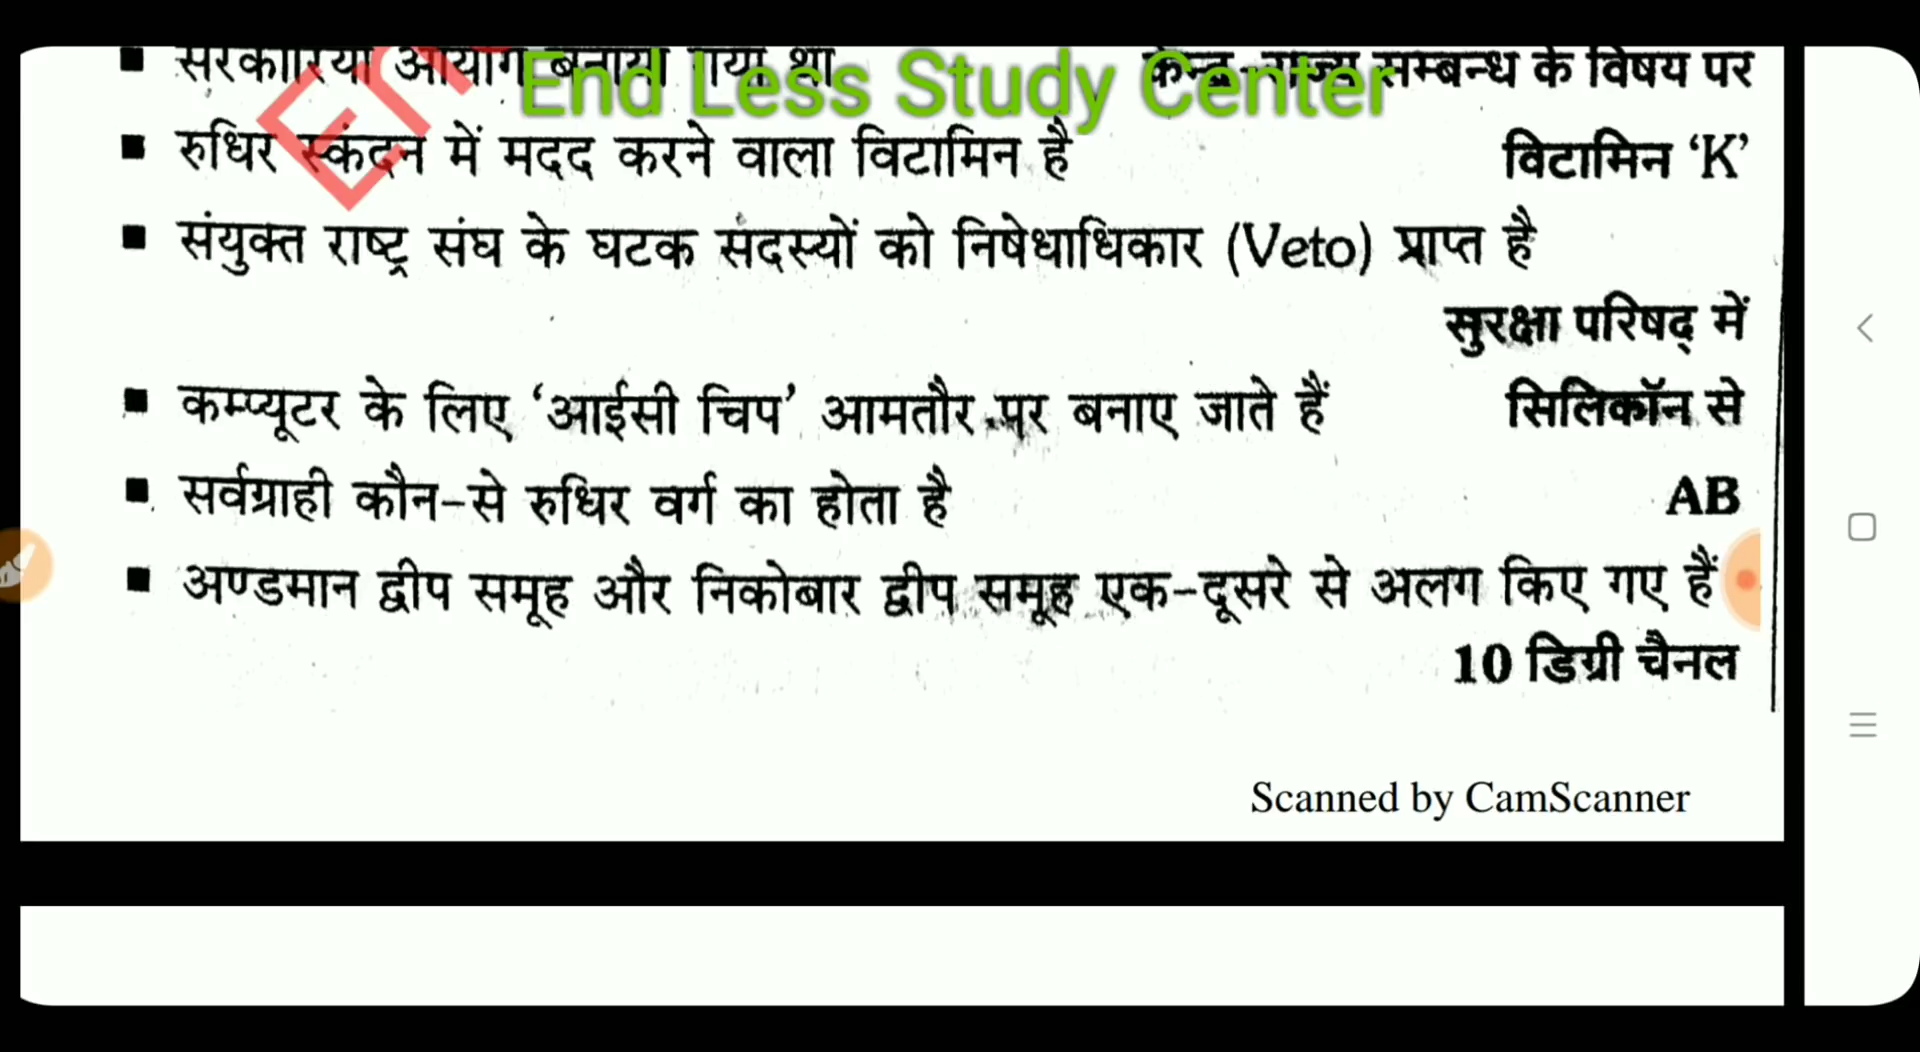 सरकारिया आयोग बनाया गया था केन्द्र-राज्य सम्बन्ध के विषय पर
End Less Study Center
■ रुधिर स्कंदन में मदद करने वाला विटामिन है विटामिन ‘K’
■ संयुक्त राष्ट्र संघ के घटक सदस्यों को निषेधाधिकार (Veto) प्राप्त है
सुरक्षा परिषद् में
■ कम्प्यूटर के लिए ‘आईसी चिप’ आमतौर पर बनाए जाते हैं सिलिकॉन से
■ सर्वग्राही कौन-से रुधिर वर्ग का होता है AB
■ अण्डमान द्वीप समूह और निकोबार द्वीप समूह एक-दूसरे से अलग किए गए हैं
10 डिग्री चैनल
Scanned by CamScanner